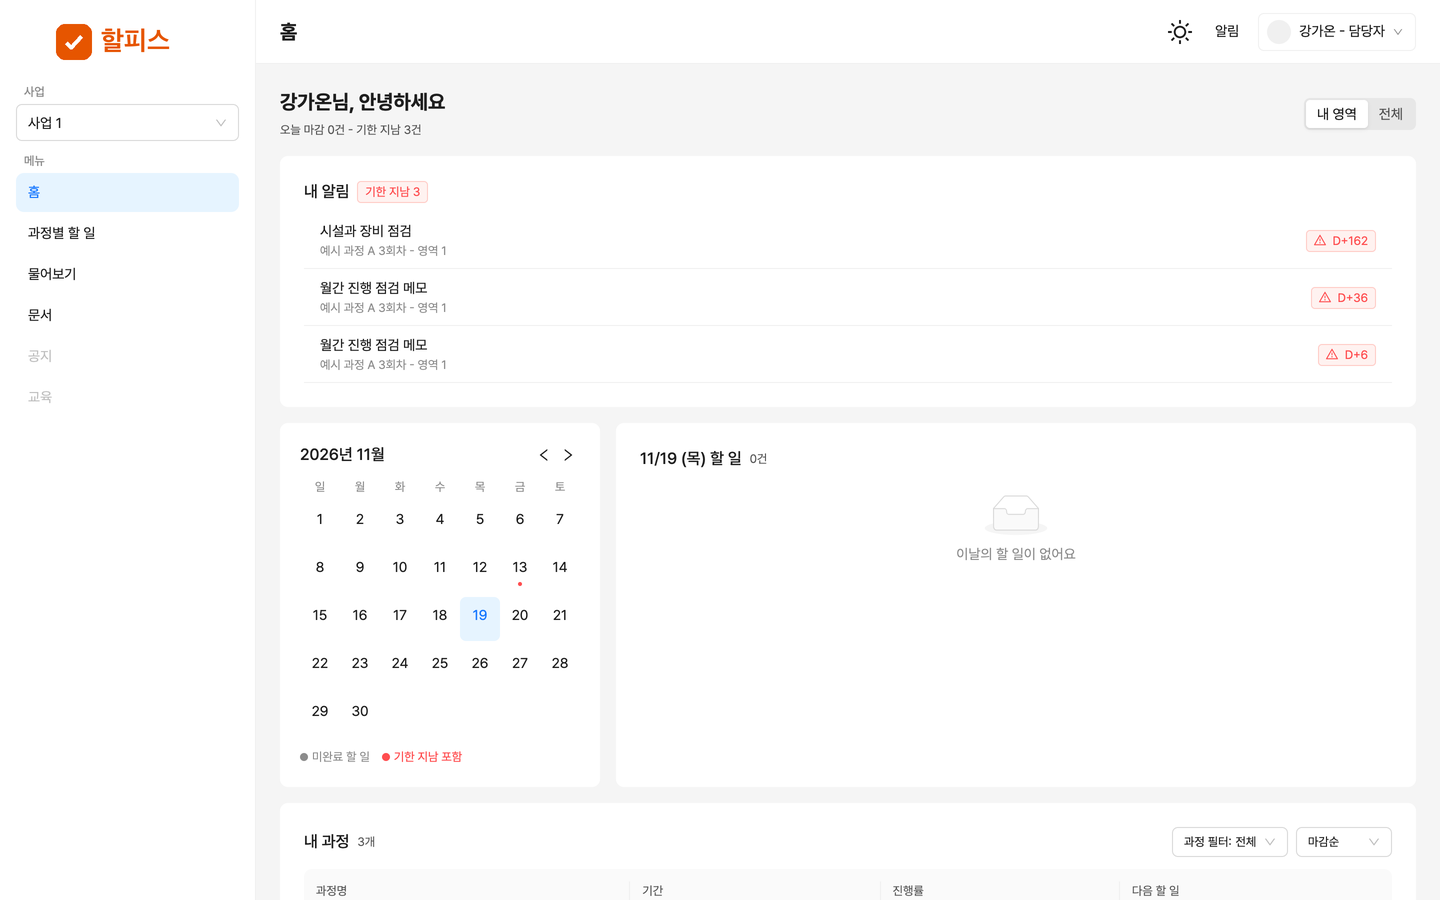 할피스
사업
사업 1
메뉴
홈
과정별 할 일
물어보기
문서
공지
교육
홈
알림
강가온 - 담당자
강가온님, 안녕하세요
오늘 마감 0건 - 기한 지남 3건
내 영역 전체
내 알림 기한 지남 3
시설과 장비 점검
예시 과정 A 3회차 - 영역 1
D+162
월간 진행 점검 메모
예시 과정 A 3회차 - 영역 1
D+36
월간 진행 점검 메모
예시 과정 A 3회차 - 영역 1
D+6
2026년 11월
일 월 화 수 목 금 토
1 2 3 4 5 6 7
8 9 10 11 12 13 14
15 16 17 18 19 20 21
22 23 24 25 26 27 28
29 30
미완료 할 일 기한 지남 포함
11/19 (목) 할 일 0건
이날의 할 일이 없어요
내 과정 3개
과정 필터: 전체 마감순
과정명 기간 진행률 다음 할 일